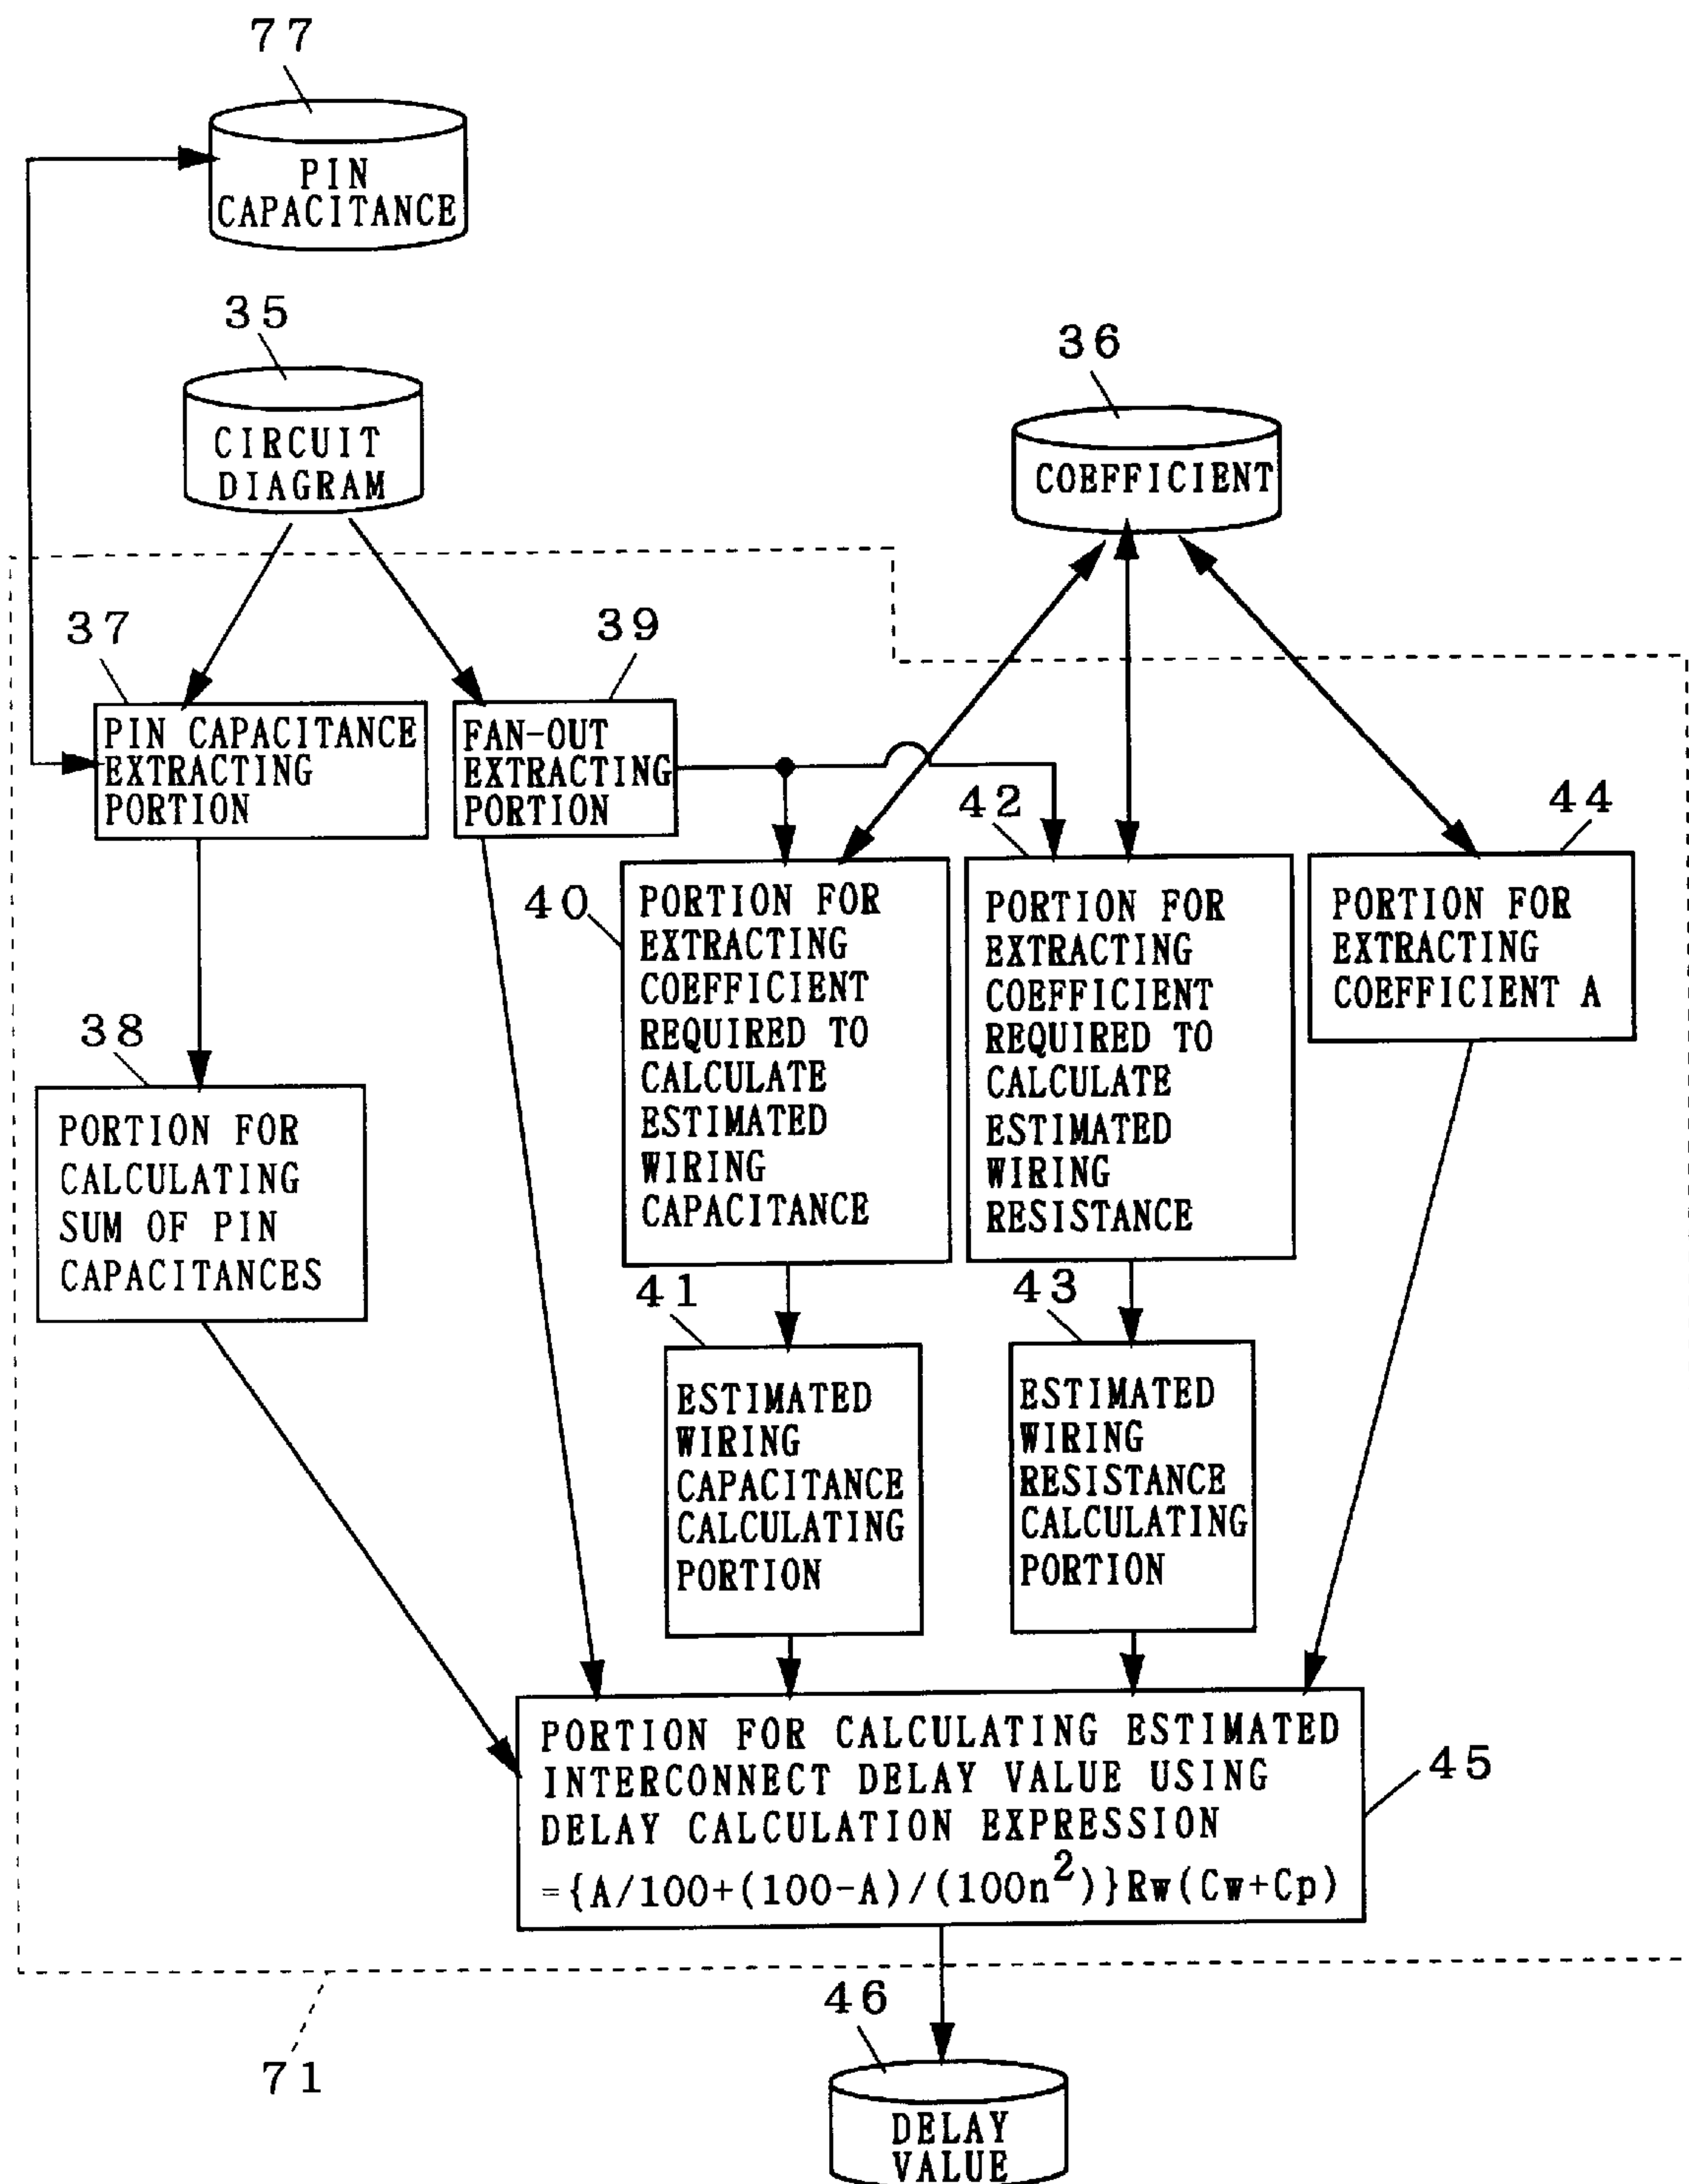 77
PIN
CAPACITANCE
35
CIRCUIT
DIAGRAM
36
COEFFICIENT
37
PIN CAPACITANCE
EXTRACTING
PORTION
39
FAN-OUT
EXTRACTING
PORTION
38
PORTION FOR
CALCULATING
SUM OF PIN
CAPACITANCES
40
PORTION FOR
EXTRACTING
COEFFICIENT
REQUIRED TO
CALCULATE
ESTIMATED
WIRING
CAPACITANCE
42
PORTION FOR
EXTRACTING
COEFFICIENT
REQUIRED TO
CALCULATE
ESTIMATED
WIRING
RESISTANCE
44
PORTION FOR
EXTRACTING
COEFFICIENT A
41
ESTIMATED
WIRING
CAPACITANCE
CALCULATING
PORTION
43
ESTIMATED
WIRING
RESISTANCE
CALCULATING
PORTION
PORTION FOR CALCULATING ESTIMATED
INTERCONNECT DELAY VALUE USING
DELAY CALCULATION EXPRESSION
={A/100+(100-A)/(100n²)}Rw(Cw+Cp)
45
71
46
DELAY
VALUE